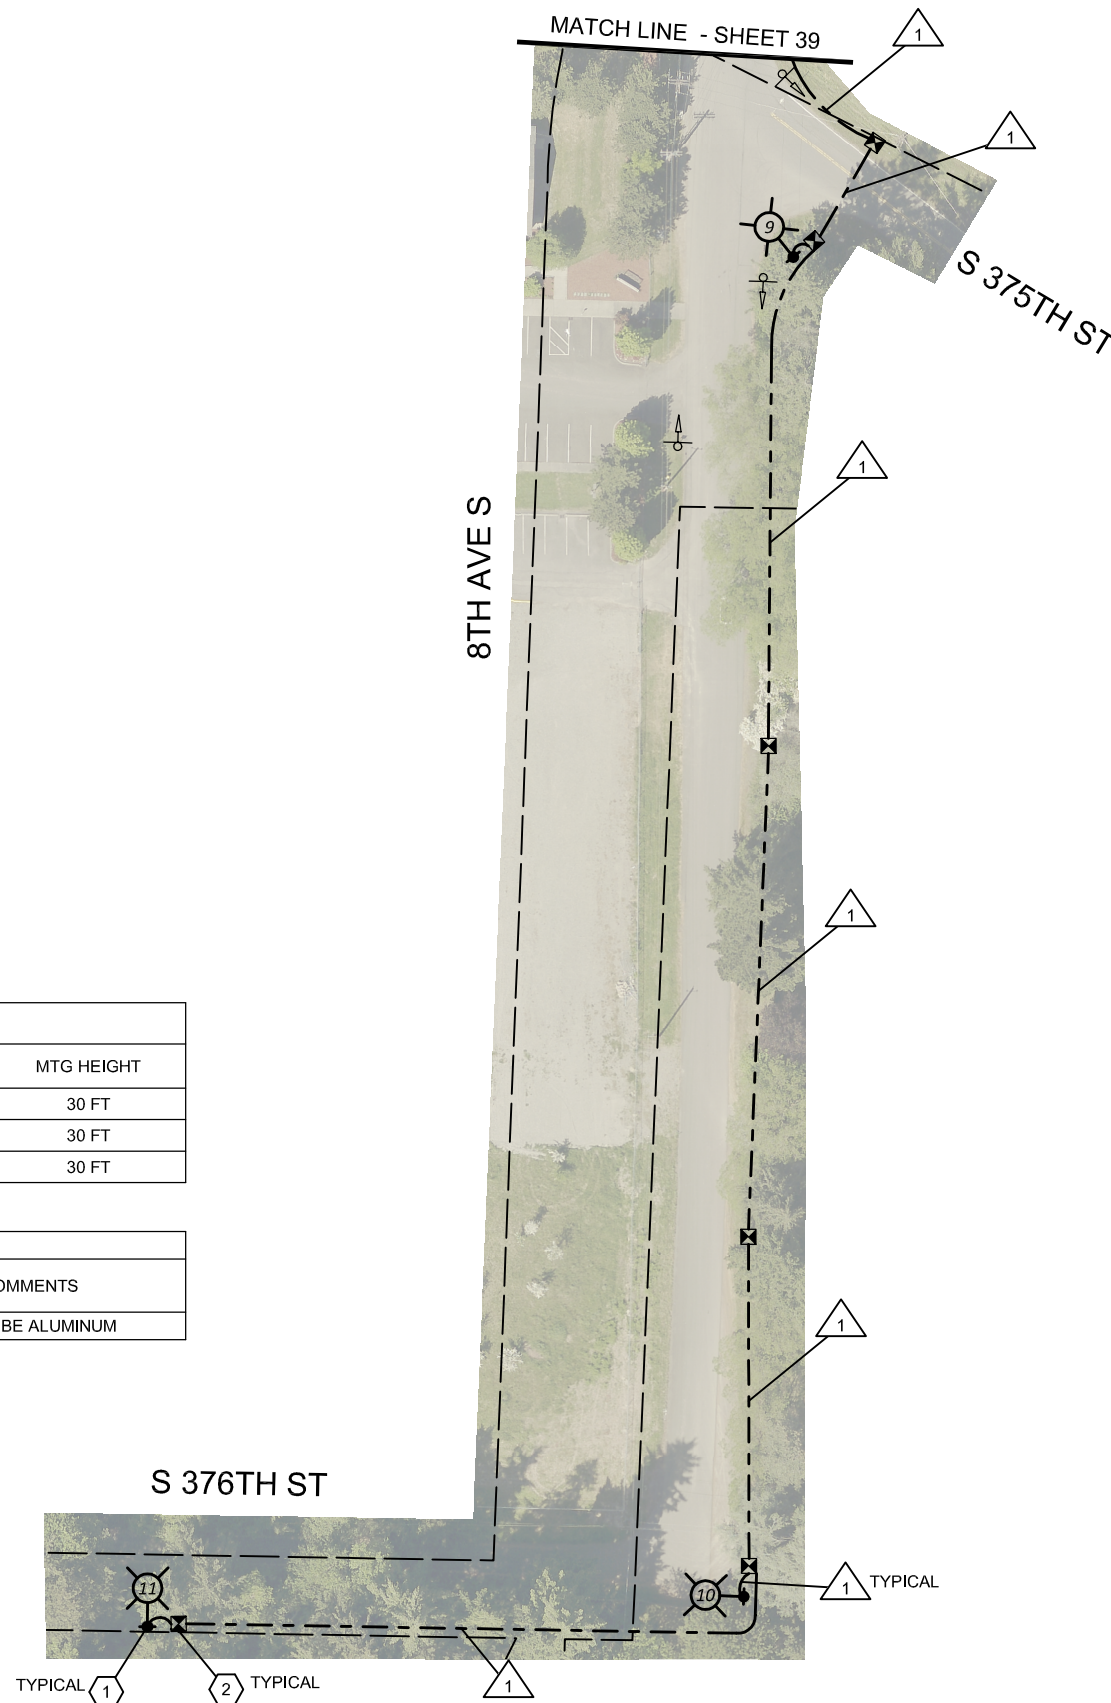 MATCH LINE - SHEET 39
1
1
9
S 375TH ST
1
8TH AVE S
1
MTG HEIGHT
30 FT
30 FT
30 FT
OMMENTS
BE ALUMINUM
1
S 376TH ST
11
10
1 TYPICAL
TYPICAL 1
2 TYPICAL
1